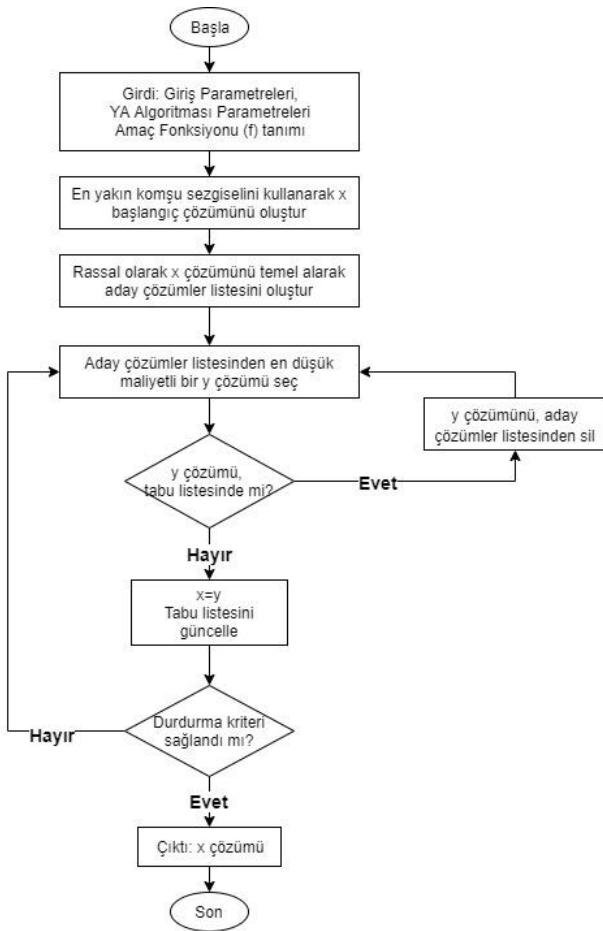 Başla
Girdi: Giriş Parametreleri,
YA Algoritması Parametreleri
Amaç Fonksiyonu (f) tanımı
En yakın komşu sezgiselini kullanarak x
başlangıç çözümünü oluştur
Rassal olarak x çözümünü temel alarak
aday çözümler listesini oluştur
Aday çözümler listesinden en düşük
maliyetli bir y çözümü seç
y çözümünü, aday
çözümler listesinden sil
y çözümü,
tabu listesinde mi?
Evet
Hayır
x=y
Tabu listesini
güncelle
Durdurma kriteri
sağlandı mı?
Hayır
Evet
Çıktı: x çözümü
Son